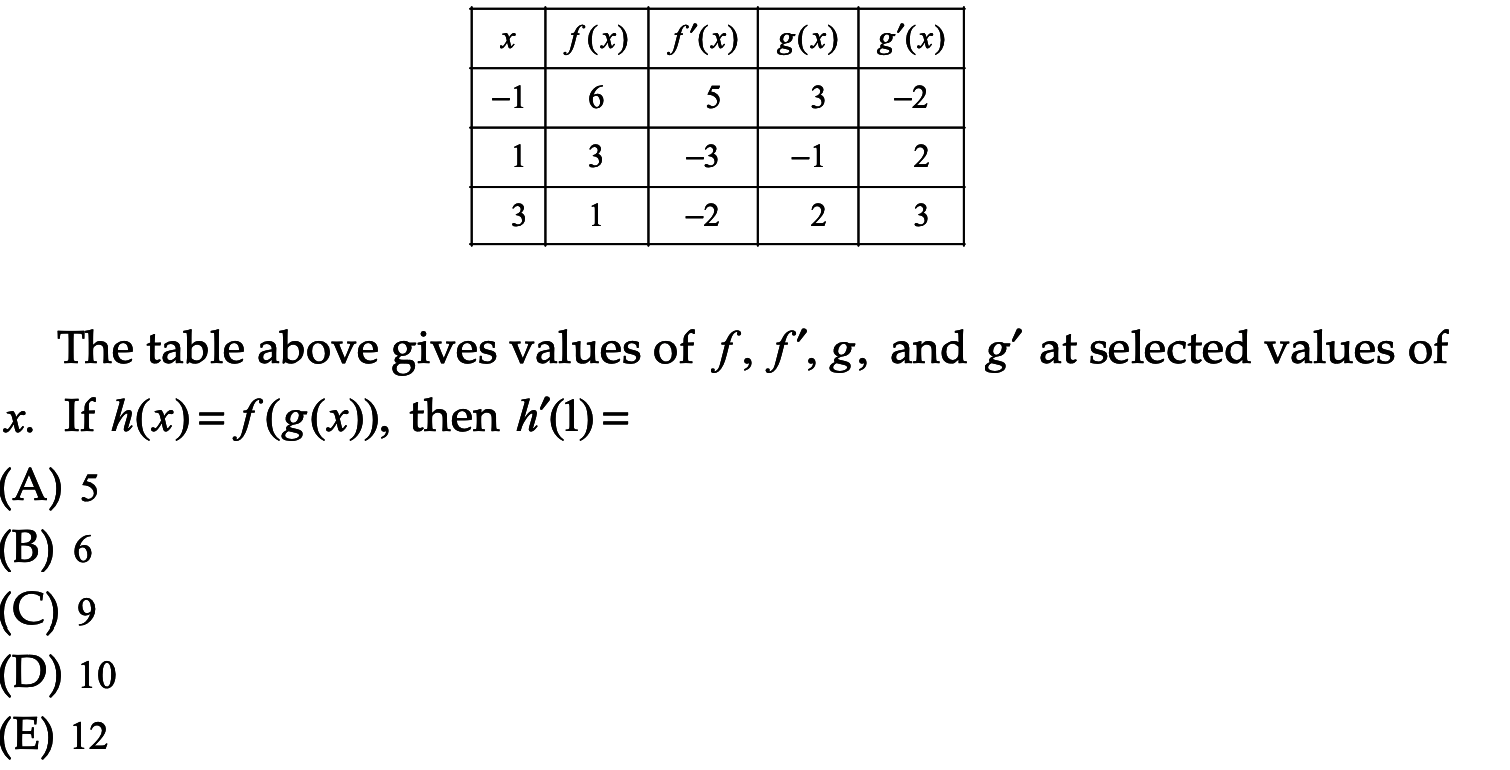 x f(x) f′(x) g(x) g′(x)
–1 6 5 3 –2
1 3 –3 –1 2
3 1 –2 2 3
The table above gives values of f, f′, g, and g′ at selected values of
x. If h(x)=f(g(x)), then h′(1)=
(A) 5
(B) 6
(C) 9
(D) 10
(E) 12